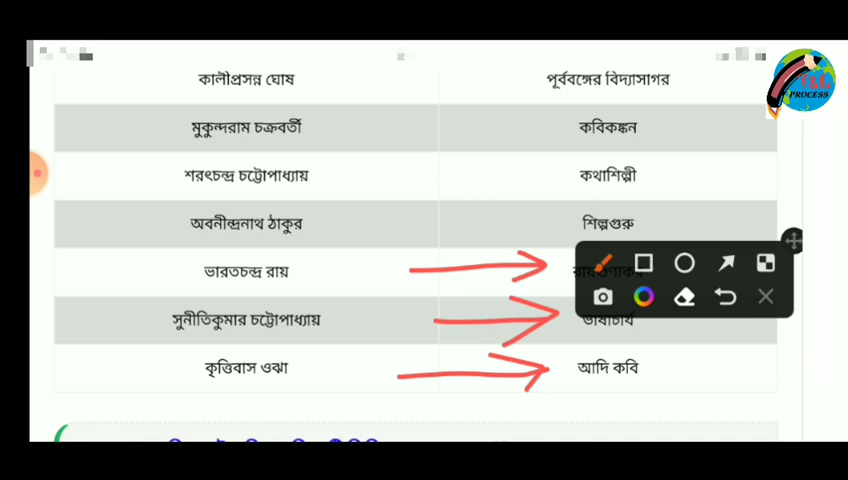 কালীপ্রসন্ন ঘোষ পূর্ববঙ্গের বিদ্যাসাগর
মুকুন্দরাম চক্রবর্তী কবিকঙ্কন
শরৎচন্দ্র চট্টোপাধ্যায় কথাশিল্পী
অবনীন্দ্রনাথ ঠাকুর শিল্পগুরু
ভারতচন্দ্র রায় রায়গুণাকর
সুনীতিকুমার চট্টোপাধ্যায় ভাষাচার্য
কৃত্তিবাস ওঝা আদি কবি
PROCESS